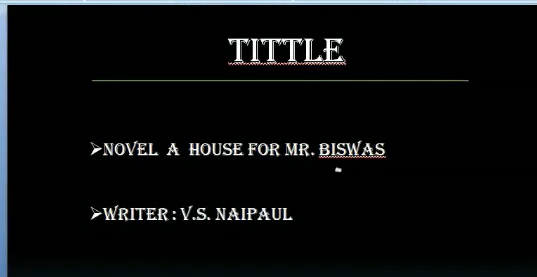 TITTLE
➢NOVEL A HOUSE FOR MR. BISWAS
➢WRITER : V.S. NAIPAUL